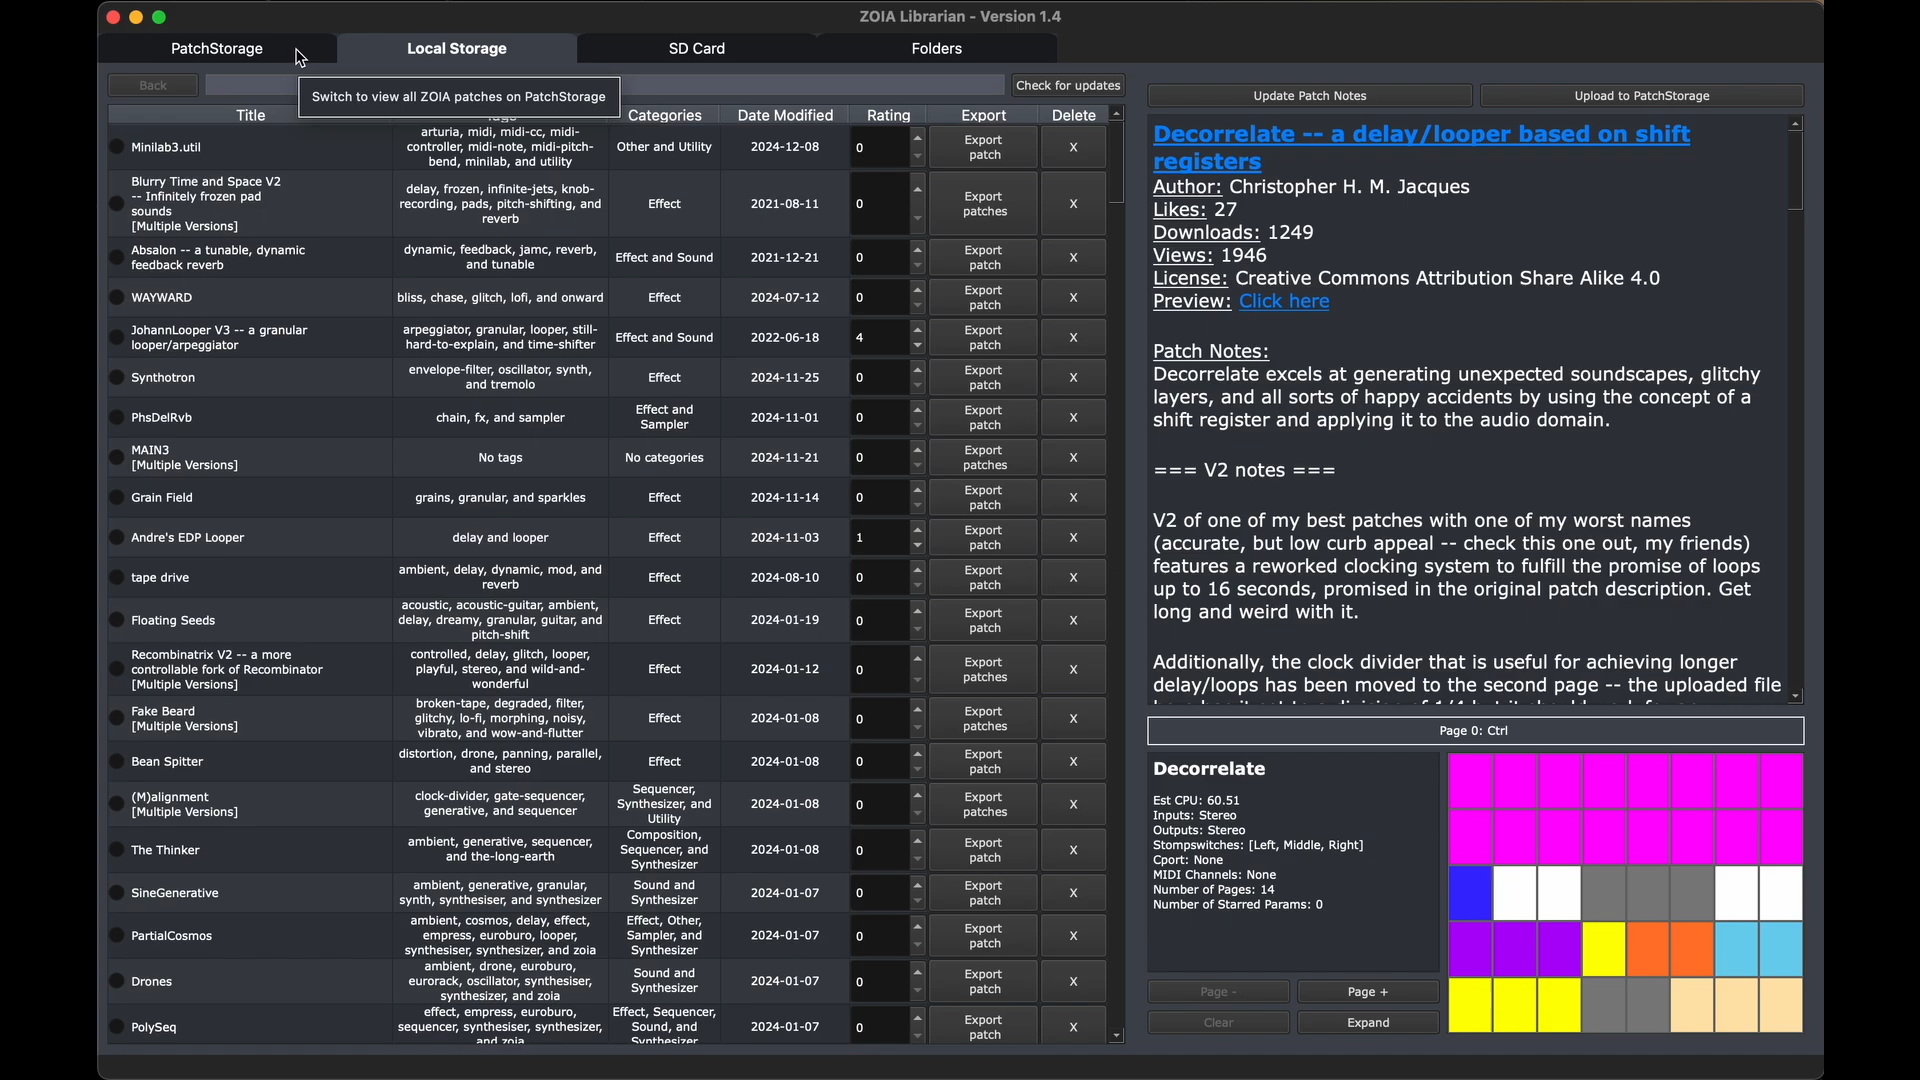 ZOIA Librarian - Version 1.4
PatchStorage
Local Storage
SD Card
Folders
Back
Check for updates
Switch to view all ZOIA patches on PatchStorage
Title
Categories
Date Modified
Rating
Export
Delete
Minilab3.util
arturia, midi, midi-cc, midi-
controller, midi-note, midi-pitch-
bend, minilab, and utility
Other and Utility
2024-12-08
0
Export
patch
X
Blurry Time and Space V2
-- Infinitely frozen pad
sounds
[Multiple Versions]
delay, frozen, infinite-jets, knob-
recording, pads, pitch-shifting, and
reverb
Effect
2021-08-11
0
Export
patches
X
Absalon -- a tunable, dynamic
feedback reverb
dynamic, feedback, jamc, reverb,
and tunable
Effect and Sound
2021-12-21
0
Export
patch
X
WAYWARD
bliss, chase, glitch, lofi, and onward
Effect
2024-07-12
0
Export
patch
X
JohannLooper V3 -- a granular
looper/arpeggiator
arpeggiator, granular, looper, still-
hard-to-explain, and time-shifter
Effect and Sound
2022-06-18
4
Export
patch
X
Synthotron
envelope-filter, oscillator, synth,
and tremolo
Effect
2024-11-25
0
Export
patch
X
PhsDelRvb
chain, fx, and sampler
Effect and
Sampler
2024-11-01
0
Export
patch
X
MAIN3
[Multiple Versions]
No tags
No categories
2024-11-21
0
Export
patches
X
Grain Field
grains, granular, and sparkles
Effect
2024-11-14
0
Export
patch
X
Andre's EDP Looper
delay and looper
Effect
2024-11-03
1
Export
patch
X
tape drive
ambient, delay, dynamic, mod, and
reverb
Effect
2024-08-10
0
Export
patch
X
Floating Seeds
acoustic, acoustic-guitar, ambient,
delay, dreamy, granular, guitar, and
pitch-shift
Effect
2024-01-19
0
Export
patch
X
Recombinatrix V2 -- a more
controllable fork of Recombinator
[Multiple Versions]
controlled, delay, glitch, looper,
playful, stereo, and wild-and-
wonderful
Effect
2024-01-12
0
Export
patches
X
Fake Beard
[Multiple Versions]
broken-tape, degraded, filter,
glitchy, lo-fi, morphing, noisy,
vibrato, and wow-and-flutter
Effect
2024-01-08
0
Export
patches
X
Bean Spitter
distortion, drone, panning, parallel,
and stereo
Effect
2024-01-08
0
Export
patch
X
(M)alignment
[Multiple Versions]
clock-divider, gate-sequencer,
generative, and sequencer
Sequencer,
Synthesizer, and
Utility
2024-01-08
0
Export
patches
X
The Thinker
ambient, generative, sequencer,
and the-long-earth
Composition,
Sequencer, and
Synthesizer
2024-01-08
0
Export
patch
X
SineGenerative
ambient, generative, granular,
synth, synthesiser, and synthesizer
Sound and
Synthesizer
2024-01-07
0
Export
patch
X
PartialCosmos
ambient, cosmos, delay, effect,
empress, euroburo, looper,
synthesiser, synthesizer, and zoia
Effect, Other,
Sampler, and
Synthesizer
2024-01-07
0
Export
patch
X
Drones
ambient, drone, euroburo,
eurorack, oscillator, synthesiser,
synthesizer, and zoia
Sound and
Synthesizer
2024-01-07
0
Export
patch
X
PolySeq
effect, empress, euroburo,
sequencer, synthesiser, synthesizer,
and zoia
Effect, Sequencer,
Sound, and
Synthesizer
2024-01-07
0
Export
patch
X
Update Patch Notes
Upload to PatchStorage
Decorrelate -- a delay/looper based on shift
registers
Author: Christopher H. M. Jacques
Likes: 27
Downloads: 1249
Views: 1946
License: Creative Commons Attribution Share Alike 4.0
Preview: Click here
Patch Notes:
Decorrelate excels at generating unexpected soundscapes, glitchy
layers, and all sorts of happy accidents by using the concept of a
shift register and applying it to the audio domain.
=== V2 notes ===
V2 of one of my best patches with one of my worst names
(accurate, but low curb appeal -- check this one out, my friends)
features a reworked clocking system to fulfill the promise of loops
up to 16 seconds, promised in the original patch description. Get
long and weird with it.
Additionally, the clock divider that is useful for achieving longer
delay/loops has been moved to the second page -- the uploaded file
Page 0: Ctrl
Decorrelate
Est CPU: 60.51
Inputs: Stereo
Outputs: Stereo
Stompswitches: [Left, Middle, Right]
Cport: None
MIDI Channels: None
Number of Pages: 14
Number of Starred Params: 0
Page -
Page +
Clear
Expand